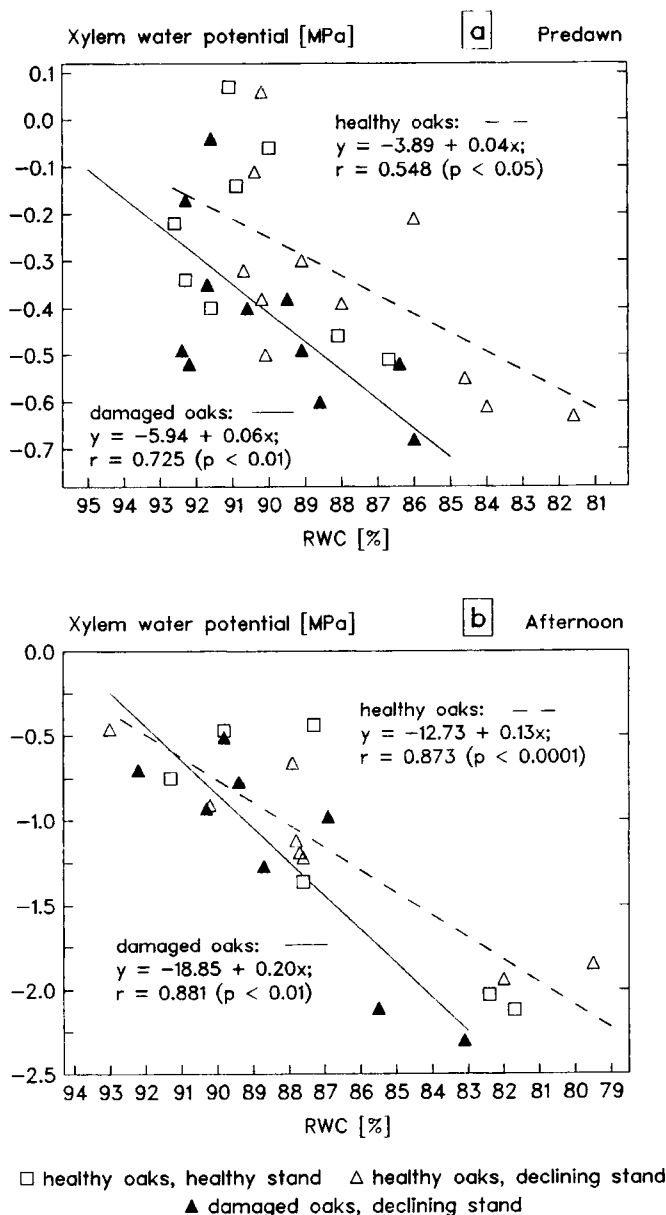 Xylem water potential [MPa] a Predawn
0.1
0.0
−0.1
−0.2
−0.3
−0.4
−0.5
−0.6
−0.7
healthy oaks: — —
y = −3.89 + 0.04x;
r = 0.548 (p < 0.05)
damaged oaks: ——
y = −5.94 + 0.06x;
r = 0.725 (p < 0.01)
95 94 93 92 91 90 89 88 87 86 85 84 83 82 81
RWC [%]
Xylem water potential [MPa] b Afternoon
0.0
−0.5
−1.0
−1.5
−2.0
−2.5
healthy oaks: — —
y = −12.73 + 0.13x;
r = 0.873 (p < 0.0001)
damaged oaks: ——
y = −18.85 + 0.20x;
r = 0.881 (p < 0.01)
94 93 92 91 90 89 88 87 86 85 84 83 82 81 80 79
RWC [%]
□ healthy oaks, healthy stand △ healthy oaks, declining stand
▲ damaged oaks, declining stand